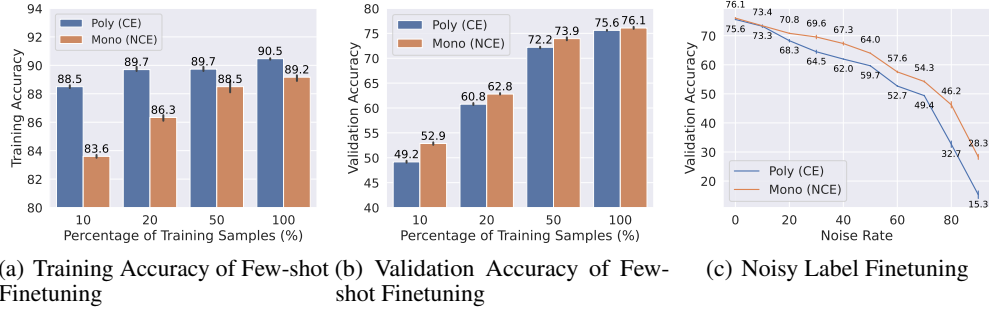 94
92
90
88
86
84
82
80
Training Accuracy
Poly (CE)
Mono (NCE)
88.5
83.6
89.7
86.3
89.7
88.5
90.5
89.2
10 20 50 100
Percentage of Training Samples (%)
(a) Training Accuracy of Few-shot
Finetuning
80
75
70
65
60
55
50
45
40
Validation Accuracy
Poly (CE)
Mono (NCE)
49.2
52.9
60.8
62.8
72.2
73.9
75.6
76.1
10 20 50 100
Percentage of Training Samples (%)
(b) Validation Accuracy of Few-
shot Finetuning
70
60
50
40
30
20
Validation Accuracy
76.1
73.4
70.8
69.6
67.3
64.0
57.6
54.3
46.2
28.3
75.6
73.3
68.3
64.5
62.0
59.7
52.7
49.4
32.7
15.3
Poly (CE)
Mono (NCE)
0 20 40 60 80
Noise Rate
(c) Noisy Label Finetuning